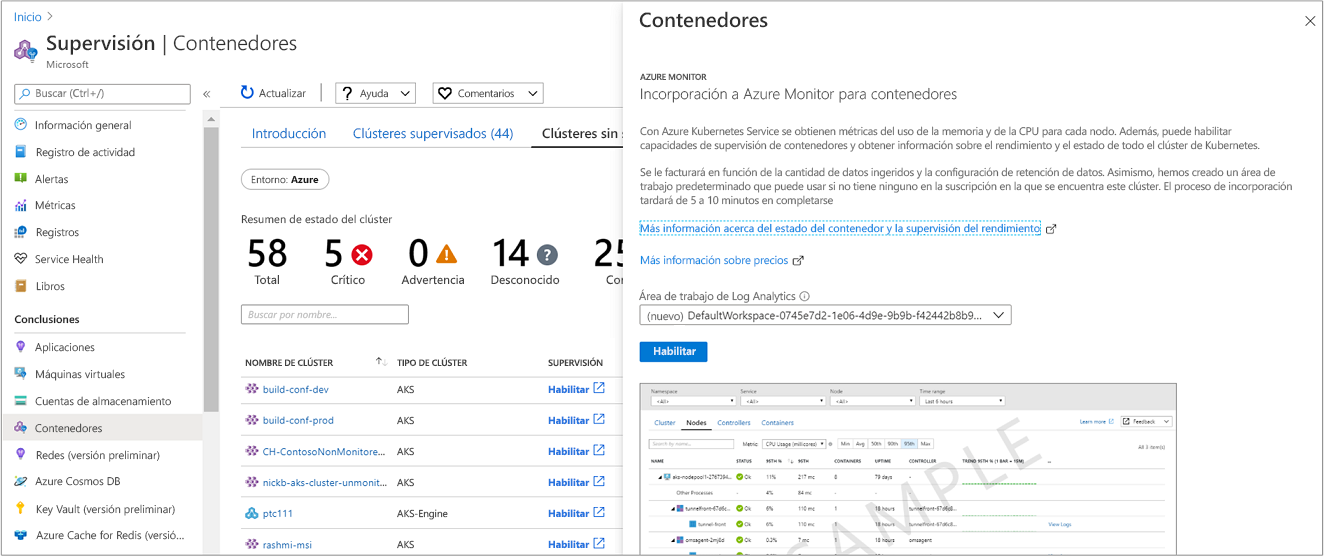 Inicio
Supervisión | Contenedores
Microsoft
Buscar (Ctrl+/)
Información general
Registro de actividad
Alertas
Métricas
Registros
Service Health
Libros
Conclusiones
Aplicaciones
Máquinas virtuales
Cuentas de almacenamiento
Contenedores
Redes (versión preliminar)
Azure Cosmos DB
Key Vault (versión preliminar)
Azure Cache for Redis (versió...
Actualizar
Ayuda
Comentarios
Introducción
Clústeres supervisados (44)
Clústeres sin s
Entorno: Azure
Resumen de estado del clúster
58 5 0 14 25
Total Crítico Advertencia Desconocido Cor
Buscar por nombre...
NOMBRE DE CLÚSTER TIPO DE CLÚSTER SUPERVISIÓN
build-conf-dev AKS Habilitar
build-conf-prod AKS Habilitar
CH-ContosoNonMonitore... AKS Habilitar
nickb-aks-cluster-unmonit... AKS Habilitar
ptc111 AKS-Engine Habilitar
rashmi-msi AKS Habilitar
Contenedores
AZURE MONITOR
Incorporación a Azure Monitor para contenedores
Con Azure Kubernetes Service se obtienen métricas del uso de la memoria y de la CPU para cada nodo. Además, puede habilitar
capacidades de supervisión de contenedores y obtener información sobre el rendimiento y el estado de todo el clúster de Kubernetes.
Se le facturará en función de la cantidad de datos ingeridos y la configuración de retención de datos. Asimismo, hemos creado un área de
trabajo predeterminado que puede usar si no tiene ninguno en la suscripción en la que se encuentra este clúster. El proceso de incorporación
tardará de 5 a 10 minutos en completarse
Más información acerca del estado del contenedor y la supervisión del rendimiento
Más información sobre precios
Área de trabajo de Log Analytics
(nuevo) DefaultWorkspace-0745e7d2-1e06-4d9e-9b9b-f42442b8b9...
Habilitar
Namespace Service Node Time range
<All> <All> <All> Last 6 hours
Cluster Nodes Controllers Containers Learn more Feedback
Search by name... Metric CPU Usage (millicores) Min Avg 50th 90th 95th Max
All 3 item(s)
NAME STATUS 95TH % 95TH CONTAINERS UPTIME CONTROLLER TREND 95TH % (1 BAR = 15M)
aks-nodepool1-2767394... Ok 11% 217 mc 8 79 days -
Other Processes - 4% 84 mc - - -
tunnelfront-67d6c... Ok 6% 110 mc 1 18 hours tunnelfront-67d6d8...
tunnel-front Ok 6% 110 mc 1 18 hours tunnelfront-67d6d8... View Logs
omsagent-2mj8d Ok 0.3% 7 mc 1 18 hours omsagent
SAMPLE